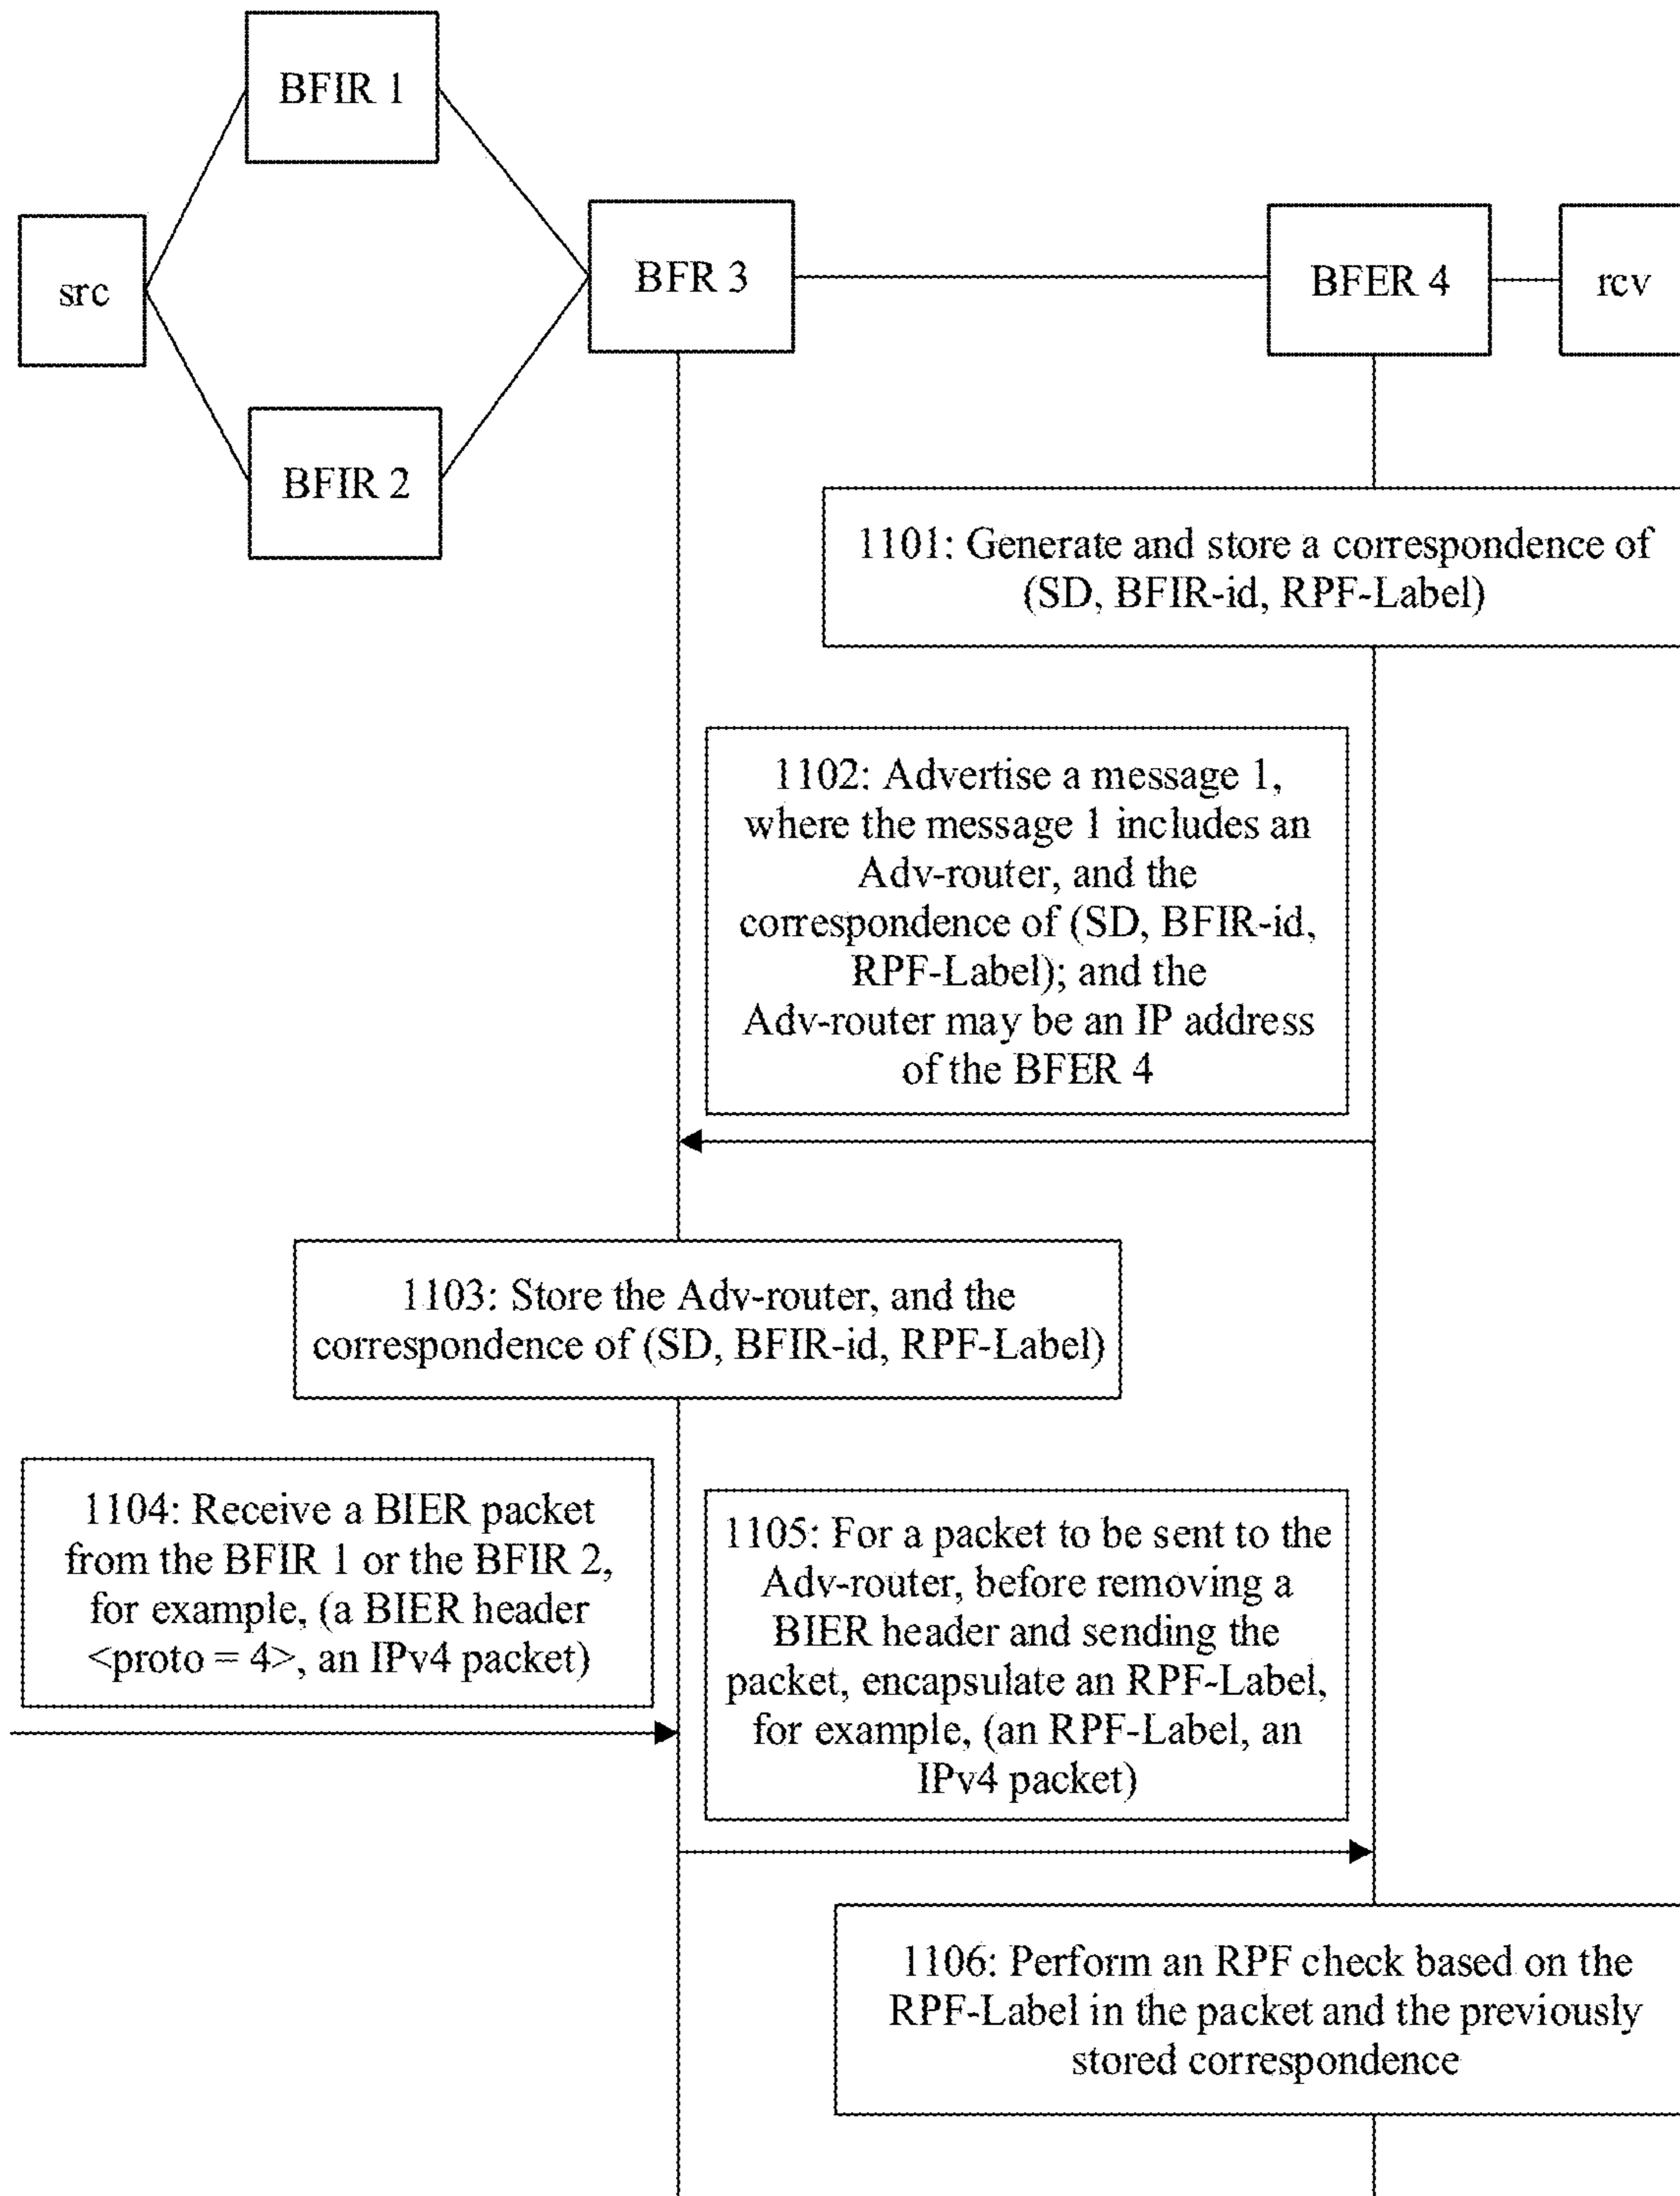 BFIR 1
src
BFR 3
BFER 4
rcv
BFIR 2
1101: Generate and store a correspondence of
(SD, BFIR-id, RPF-Label)
1102: Advertise a message 1,
where the message 1 includes an
Adv-router, and the
correspondence of (SD, BFIR-id,
RPF-Label); and the
Adv-router may be an IP address
of the BFER 4
1103: Store the Adv-router, and the
correspondence of (SD, BFIR-id, RPF-Label)
1104: Receive a BIER packet
from the BFIR 1 or the BFIR 2,
for example, (a BIER header
<proto = 4>, an IPv4 packet)
1105: For a packet to be sent to the
Adv-router, before removing a
BIER header and sending the
packet, encapsulate an RPF-Label,
for example, (an RPF-Label, an
IPv4 packet)
1106: Perform an RPF check based on the
RPF-Label in the packet and the previously
stored correspondence